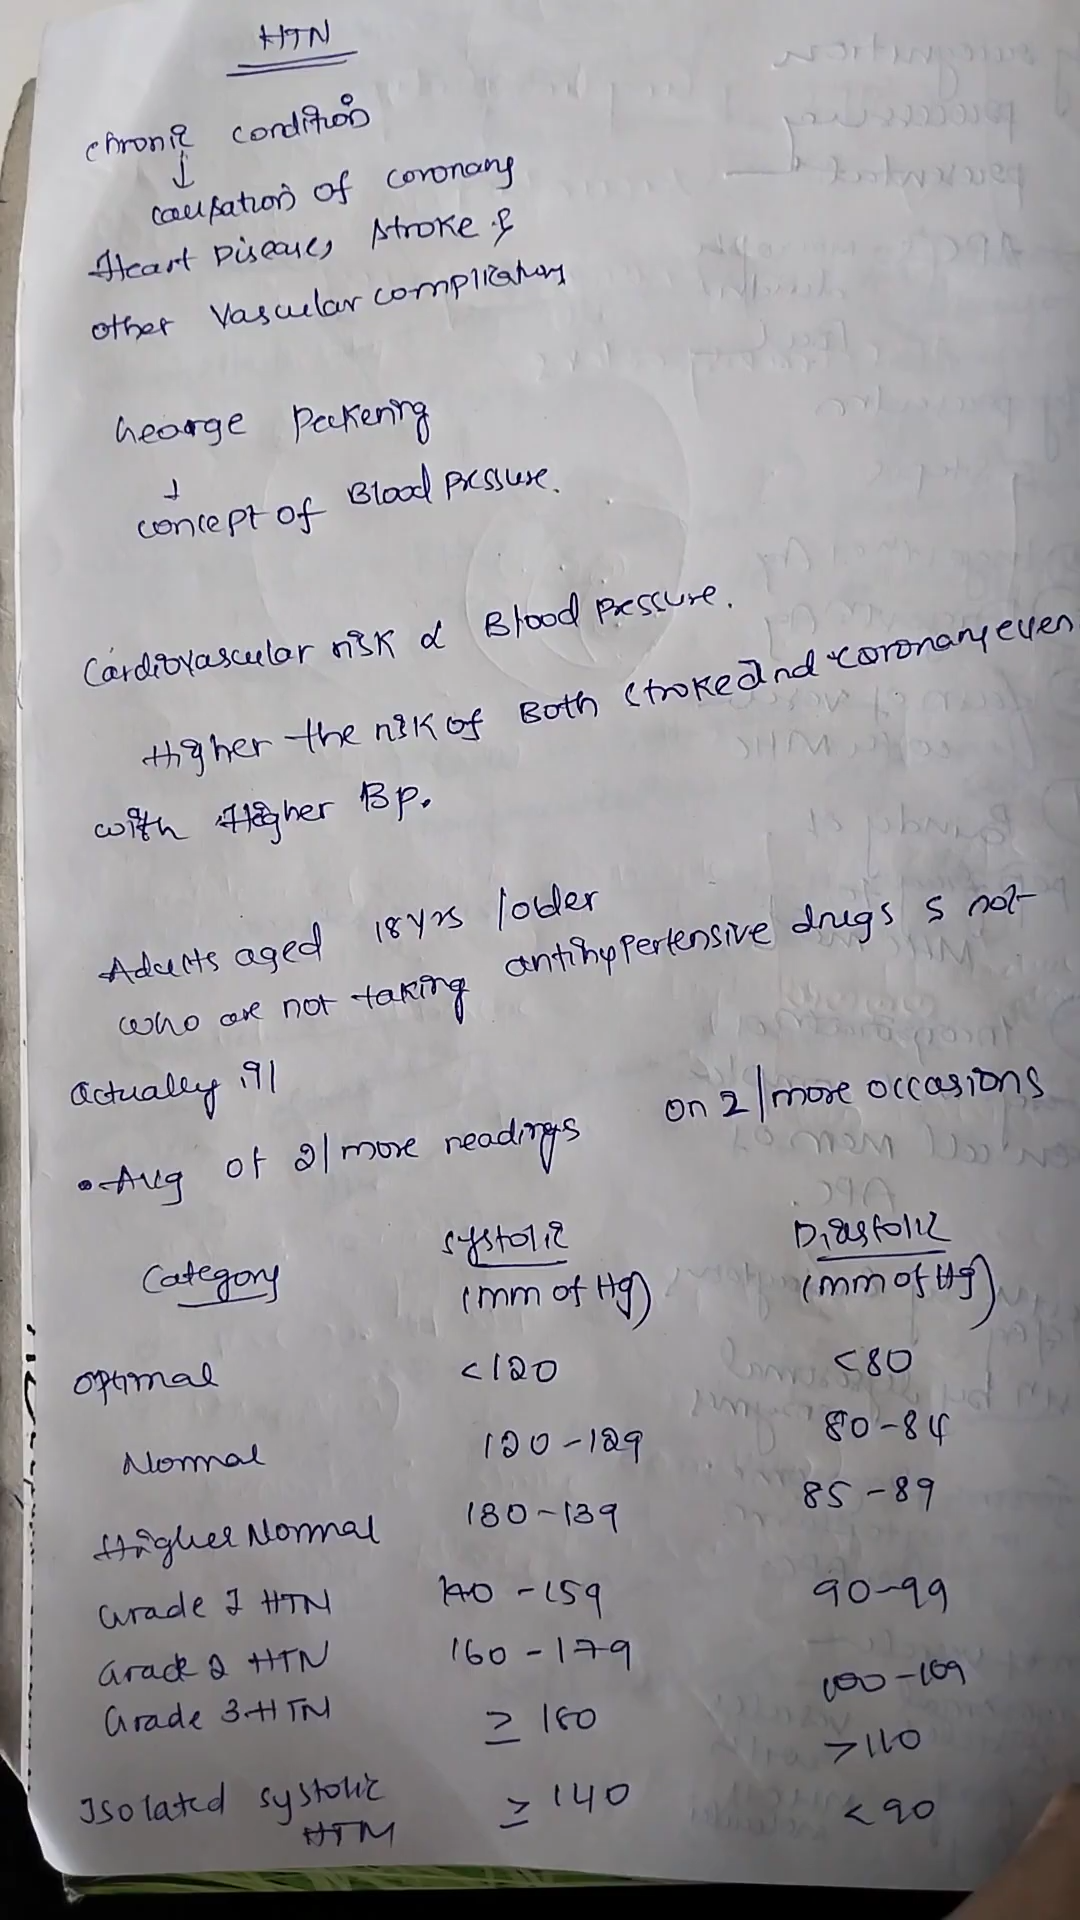 HTN
chronic condition
↓
causation of coronary
Heart Disease, stroke &
other Vascular complications
George Peckering
↓
concept of Blood pressure.
Cardiovascular risk α Blood pressure.
Higher the risk of Both stroke and coronary even
with Higher BP.
Adults aged 18yrs / older
who are not taking antihypertensive drugs & not
actually ill
• Avg of 2/more readings on 2/more occasions
Category systolic Diastolic
(mm of Hg) (mm of Hg)
optimal <120 <80
Normal 120-129 80-84
Higher Normal 130-139 85-89
Grade 1 HTN 140-159 90-99
Grade 2 HTN 160-179 100-109
Grade 3 HTN ≥ 180 >110
Isolated systolic ≥ 140 <90
HTN